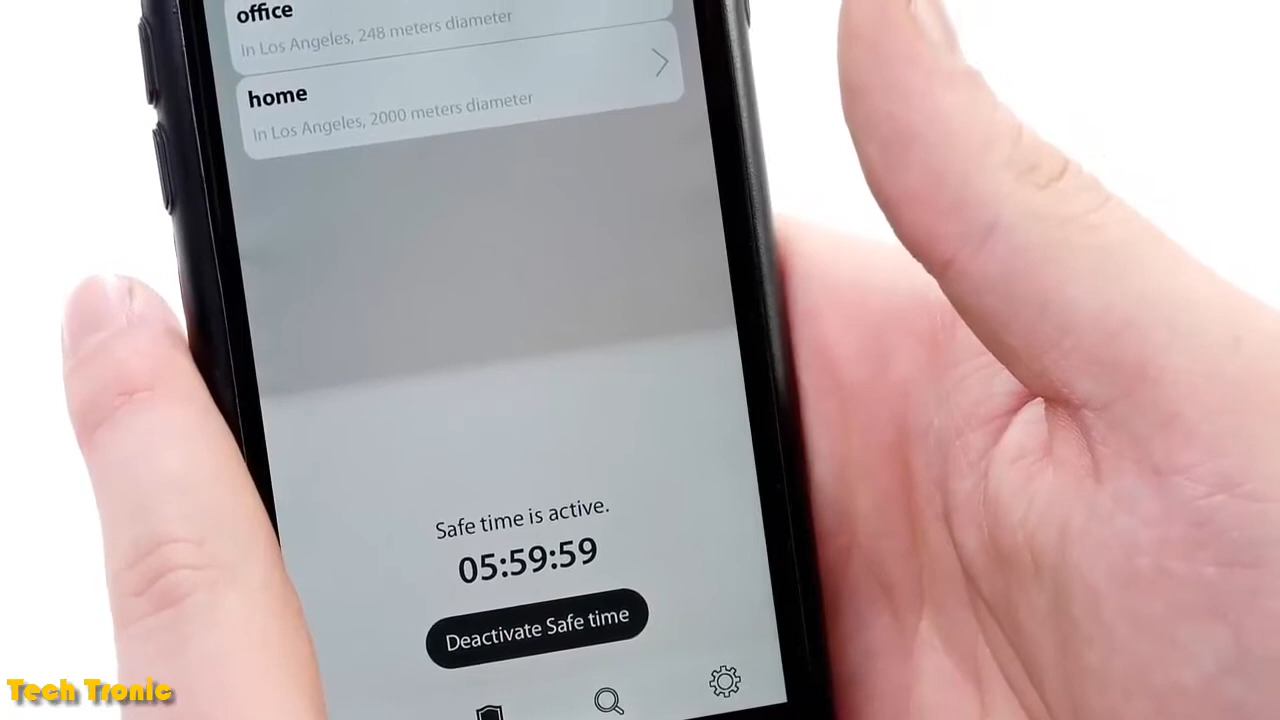 office
In Los Angeles, 248 meters diameter
home
In Los Angeles, 2000 meters diameter
Safe time is active.
05:59:59
Deactivate Safe time
Tech Tronic